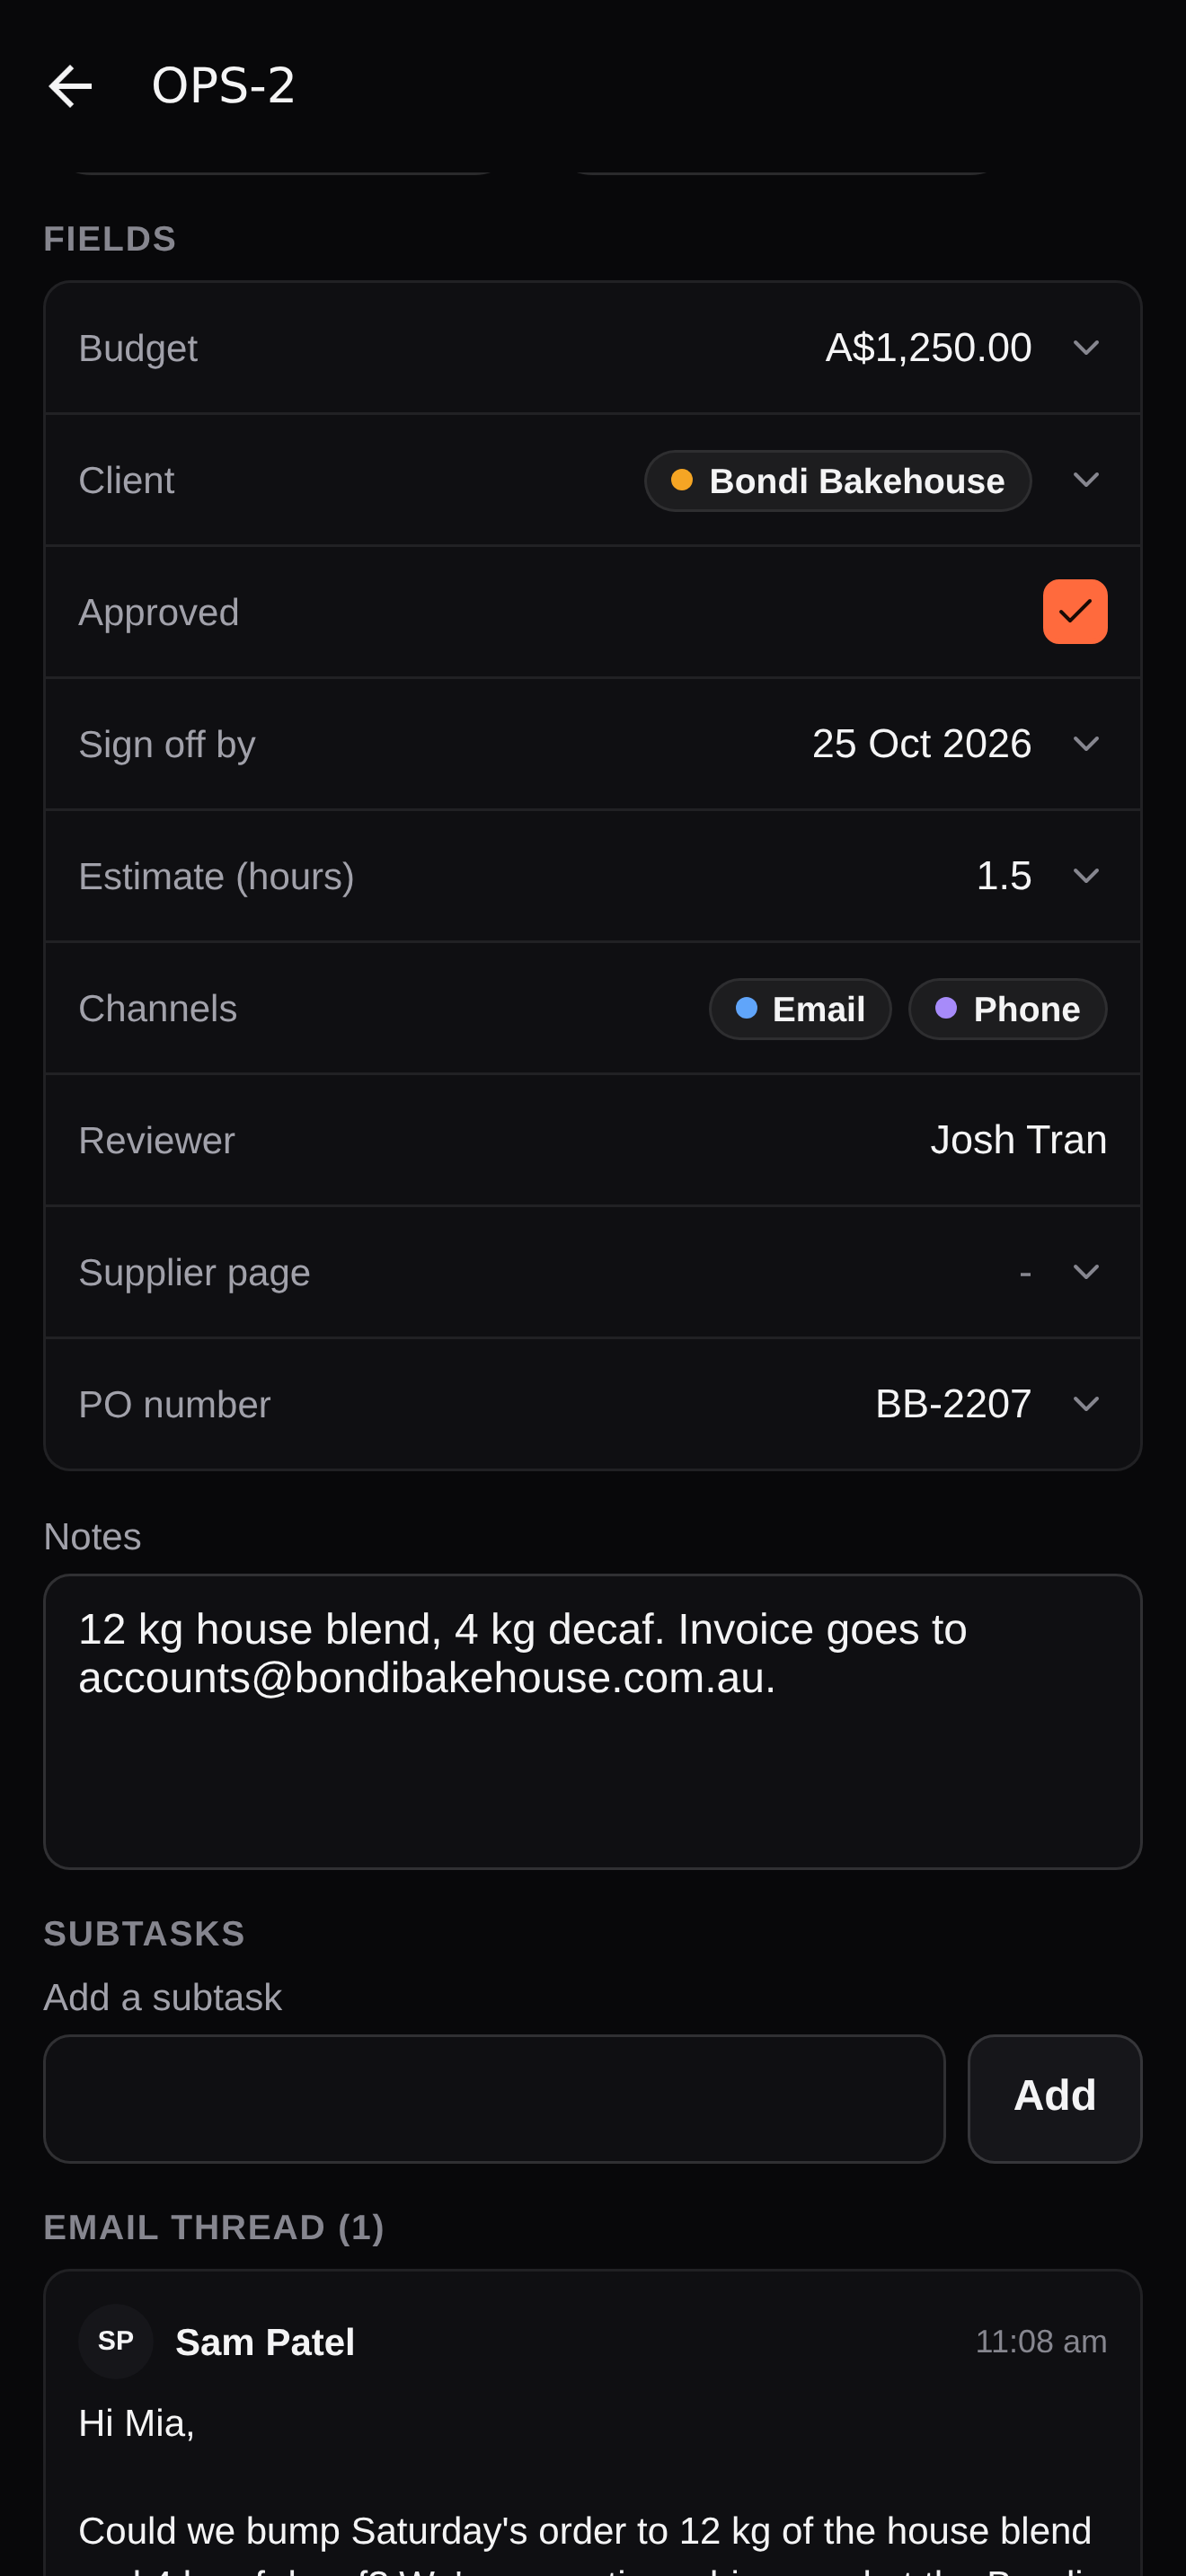 OPS-2
FIELDS
Budget A$1,250.00
Client Bondi Bakehouse
Approved
Sign off by 25 Oct 2026
Estimate (hours) 1.5
Channels Email Phone
Reviewer Josh Tran
Supplier page -
PO number BB-2207
Notes
12 kg house blend, 4 kg decaf. Invoice goes to
accounts@bondibakehouse.com.au.
SUBTASKS
Add a subtask
Add
EMAIL THREAD (1)
SP Sam Patel 11:08 am
Hi Mia,
Could we bump Saturday's order to 12 kg of the house blend